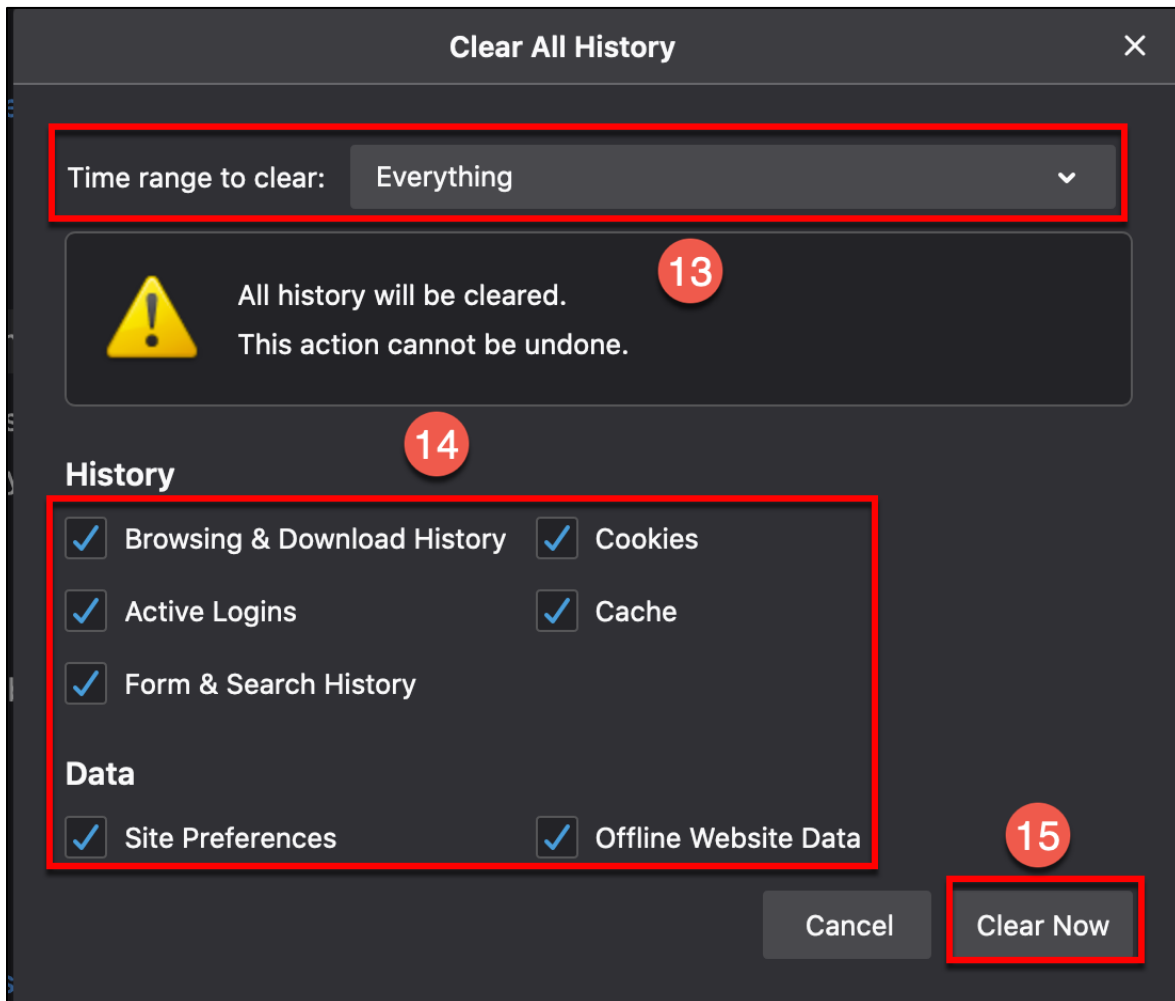 Clear All History
Time range to clear: Everything
13
All history will be cleared.
This action cannot be undone.
14
History
Browsing & Download History Cookies
Active Logins Cache
Form & Search History
Data
Site Preferences Offline Website Data
15
Cancel Clear Now